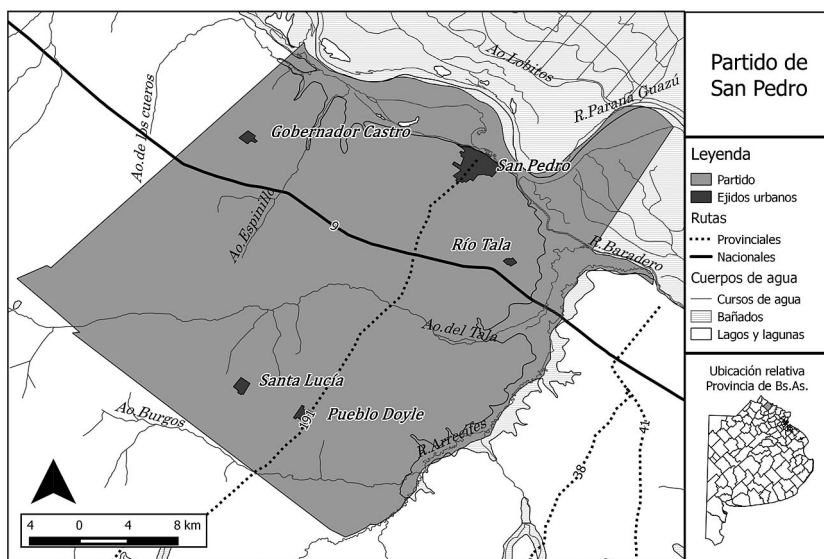 Partido de
San Pedro
Leyenda
Partido
Ejidos urbanos
Rutas
Provinciales
Nacionales
Cuerpos de agua
Cursos de agua
Bañados
Lagos y lagunas
Ubicación relativa
Provincia de Bs.As.
Ao Lobitos
R.Parana Guazú
Ao.de los cueros
Gobernador Castro
San Pedro
Ao.Espinillo
9
Río Tala
R.Baradero
Ao.del Tala
Santa Lucía
Pueblo Doyle
191
Ao Burgos
R.Arrecifes
38
41
4 0 4 8 km